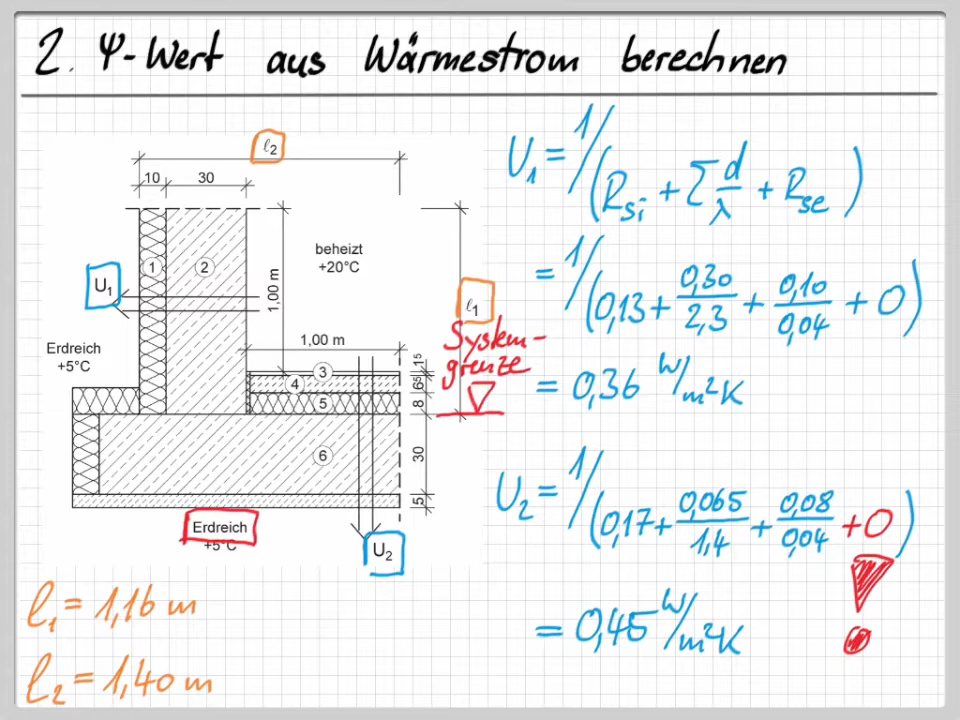 2. Ψ-Wert aus Wärmestrom berechnen
ℓ2
10 30
1 2
beheizt
+20°C
U1
1,00 m
ℓ1
Erdreich
+5°C
1,00 m
System-
grenze
3
4
5
6
1⁵
6⁵
8
30
5
Erdreich
+5°C
U2
l1 = 1,16 m
l2 = 1,40 m
U1 = 1/(Rsi + Σ d/λ + Rse)
= 1/(0,13 + 0,30/2,3 + 0,10/0,04 + 0)
= 0,36 W/m²K
U2 = 1/(0,17 + 0,065/1,4 + 0,08/0,04 + 0)
!
= 0,45 W/m²K